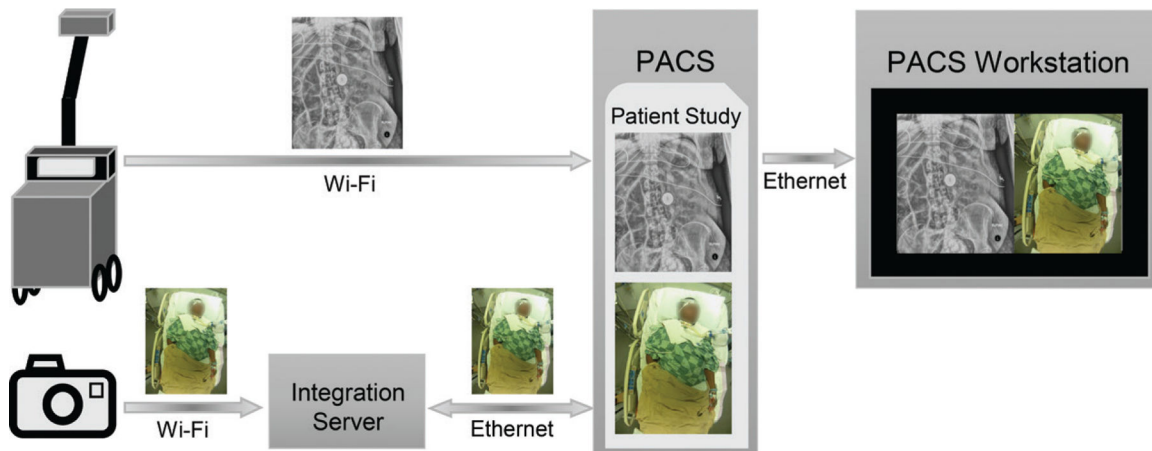 PACS
PACS Workstation
Patient Study
Wi-Fi
Ethernet
Integration
Server
Wi-Fi
Ethernet